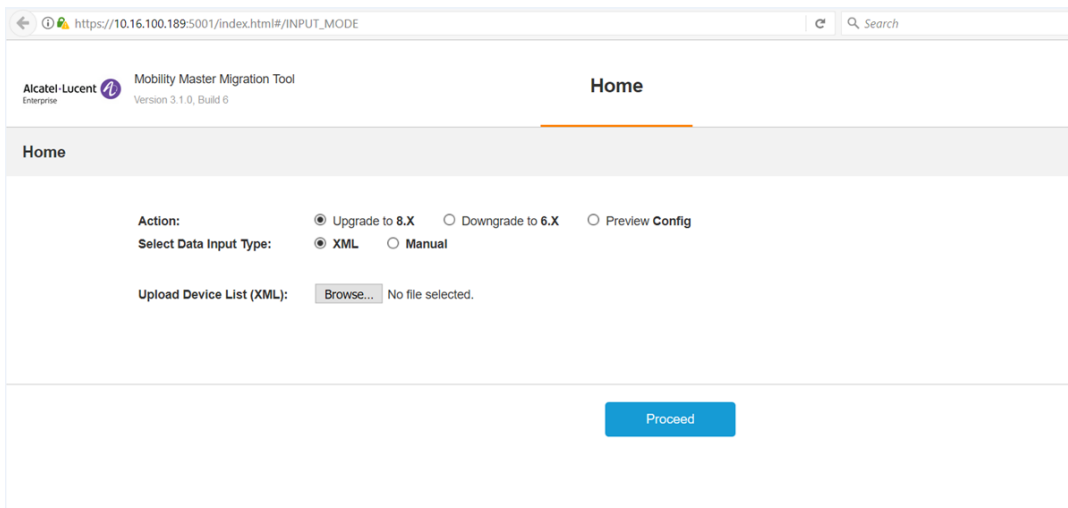 https://10.16.100.189:5001/index.html#/INPUT_MODE
Search
Alcatel·Lucent
Enterprise
Mobility Master Migration Tool
Version 3.1.0, Build 6
Home
Home
Action: Upgrade to 8.X Downgrade to 6.X Preview Config
Select Data Input Type: XML Manual
Upload Device List (XML): Browse... No file selected.
Proceed